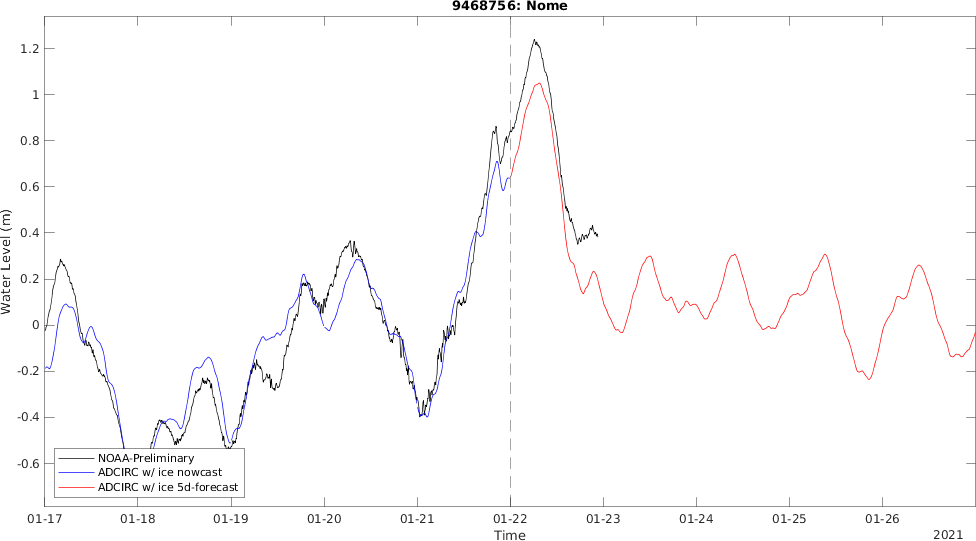 9468756: Nome
1.2
1
0.8
0.6
0.4
0.2
0
-0.2
-0.4
-0.6
Water Level (m)
NOAA-Preliminary
ADCIRC w/ ice nowcast
ADCIRC w/ ice 5d-forecast
01-17 01-18 01-19 01-20 01-21 01-22 01-23 01-24 01-25 01-26
Time
2021